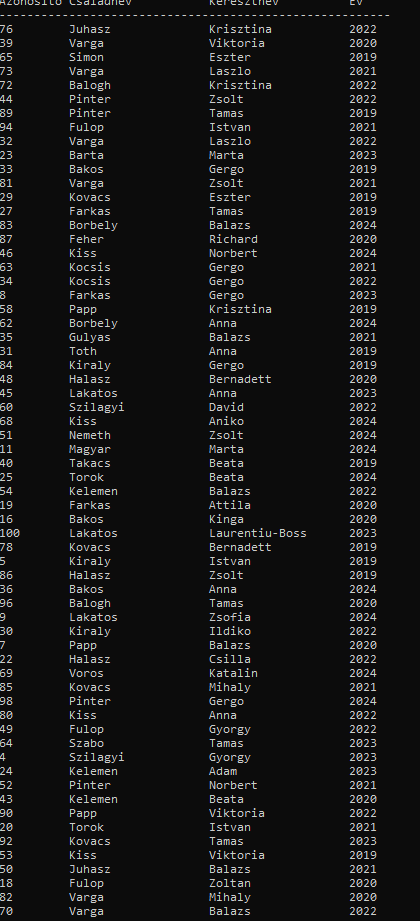 Azonosito Csaladnev Keresztnev Ev
--------------------------------------------------------
76 Juhasz Krisztina 2022
39 Varga Viktoria 2020
65 Simon Eszter 2019
73 Varga Laszlo 2021
72 Balogh Krisztina 2022
44 Pinter Zsolt 2022
89 Pinter Tamas 2019
94 Fulop Istvan 2021
32 Varga Laszlo 2022
23 Barta Marta 2023
33 Bakos Gergo 2019
81 Varga Zsolt 2021
29 Kovacs Eszter 2019
27 Farkas Tamas 2019
83 Borbely Balazs 2024
87 Feher Richard 2020
46 Kiss Norbert 2024
63 Kocsis Gergo 2021
34 Kocsis Gergo 2022
8 Farkas Gergo 2023
58 Papp Krisztina 2019
62 Borbely Anna 2024
35 Gulyas Balazs 2021
31 Toth Anna 2019
84 Kiraly Gergo 2019
48 Halasz Bernadett 2020
45 Lakatos Anna 2023
60 Szilagyi David 2022
68 Kiss Aniko 2024
51 Nemeth Zsolt 2024
11 Magyar Marta 2024
40 Takacs Beata 2019
25 Torok Beata 2024
54 Kelemen Balazs 2022
19 Farkas Attila 2020
16 Bakos Kinga 2020
100 Lakatos Laurentiu-Boss 2023
78 Kovacs Bernadett 2019
5 Kiraly Istvan 2019
86 Halasz Zsolt 2019
36 Bakos Anna 2024
96 Balogh Tamas 2020
9 Lakatos Zsofia 2024
30 Kiraly Ildiko 2022
7 Papp Balazs 2020
22 Halasz Csilla 2022
69 Voros Katalin 2024
85 Kovacs Mihaly 2021
98 Pinter Gergo 2024
80 Kiss Anna 2022
49 Fulop Gyorgy 2022
64 Szabo Tamas 2023
4 Szilagyi Gyorgy 2023
24 Kelemen Adam 2023
52 Pinter Norbert 2021
43 Kelemen Beata 2020
90 Papp Viktoria 2022
20 Torok Istvan 2021
92 Kovacs Tamas 2023
53 Kiss Viktoria 2019
50 Juhasz Balazs 2021
18 Fulop Zoltan 2020
82 Varga Mihaly 2020
70 Varga Balazs 2022